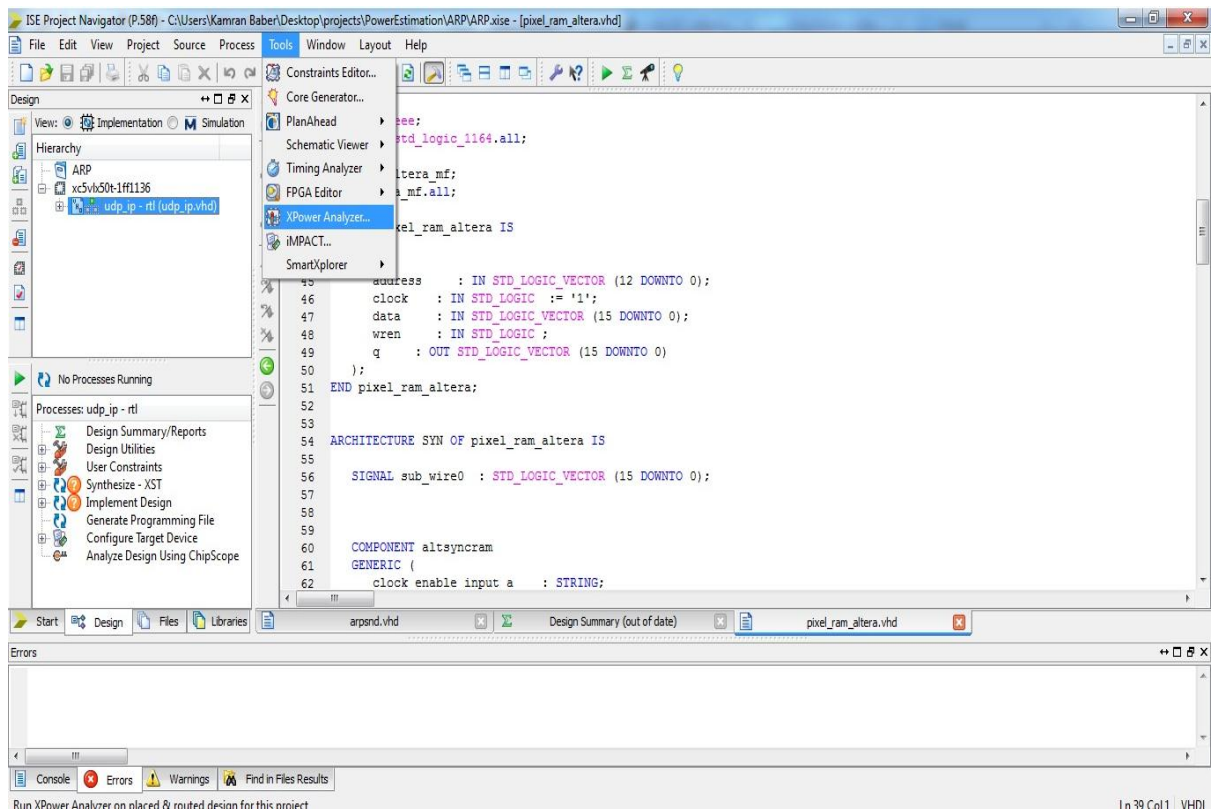 ISE Project Navigator (P.58f) - C:\Users\Kamran Baber\Desktop\projects\PowerEstimation\ARP\ARP.xise - [pixel_ram_altera.vhd]
File Edit View Project Source Process Tools Window Layout Help
Constraints Editor...
Core Generator...
PlanAhead
Schematic Viewer
Timing Analyzer
FPGA Editor
XPower Analyzer...
iMPACT...
SmartXplorer
Design
View: Implementation Simulation
Hierarchy
ARP
xc5vlx50t-1ff1136
udp_ip - rtl (udp_ip.vhd)
No Processes Running
Processes: udp_ip - rtl
Design Summary/Reports
Design Utilities
User Constraints
Synthesize - XST
Implement Design
Generate Programming File
Configure Target Device
Analyze Design Using ChipScope
Start Design Files Libraries
eee;
std_logic_1164.all;
ltera_mf;
a_mf.all;
xel_ram_altera IS
45 address : IN STD_LOGIC_VECTOR (12 DOWNTO 0);
46 clock : IN STD_LOGIC := '1';
47 data : IN STD_LOGIC_VECTOR (15 DOWNTO 0);
48 wren : IN STD_LOGIC ;
49 q : OUT STD_LOGIC_VECTOR (15 DOWNTO 0)
50 );
51 END pixel_ram_altera;
52
53
54 ARCHITECTURE SYN OF pixel_ram_altera IS
55
56 SIGNAL sub_wire0 : STD_LOGIC_VECTOR (15 DOWNTO 0);
57
58
59
60 COMPONENT altsyncram
61 GENERIC (
62 clock_enable_input_a : STRING;
arpsnd.vhd Design Summary (out of date) pixel_ram_altera.vhd
Errors
Console Errors Warnings Find in Files Results
Run XPower Analyzer on placed & routed design for this project Ln 39 Col 1 VHDL